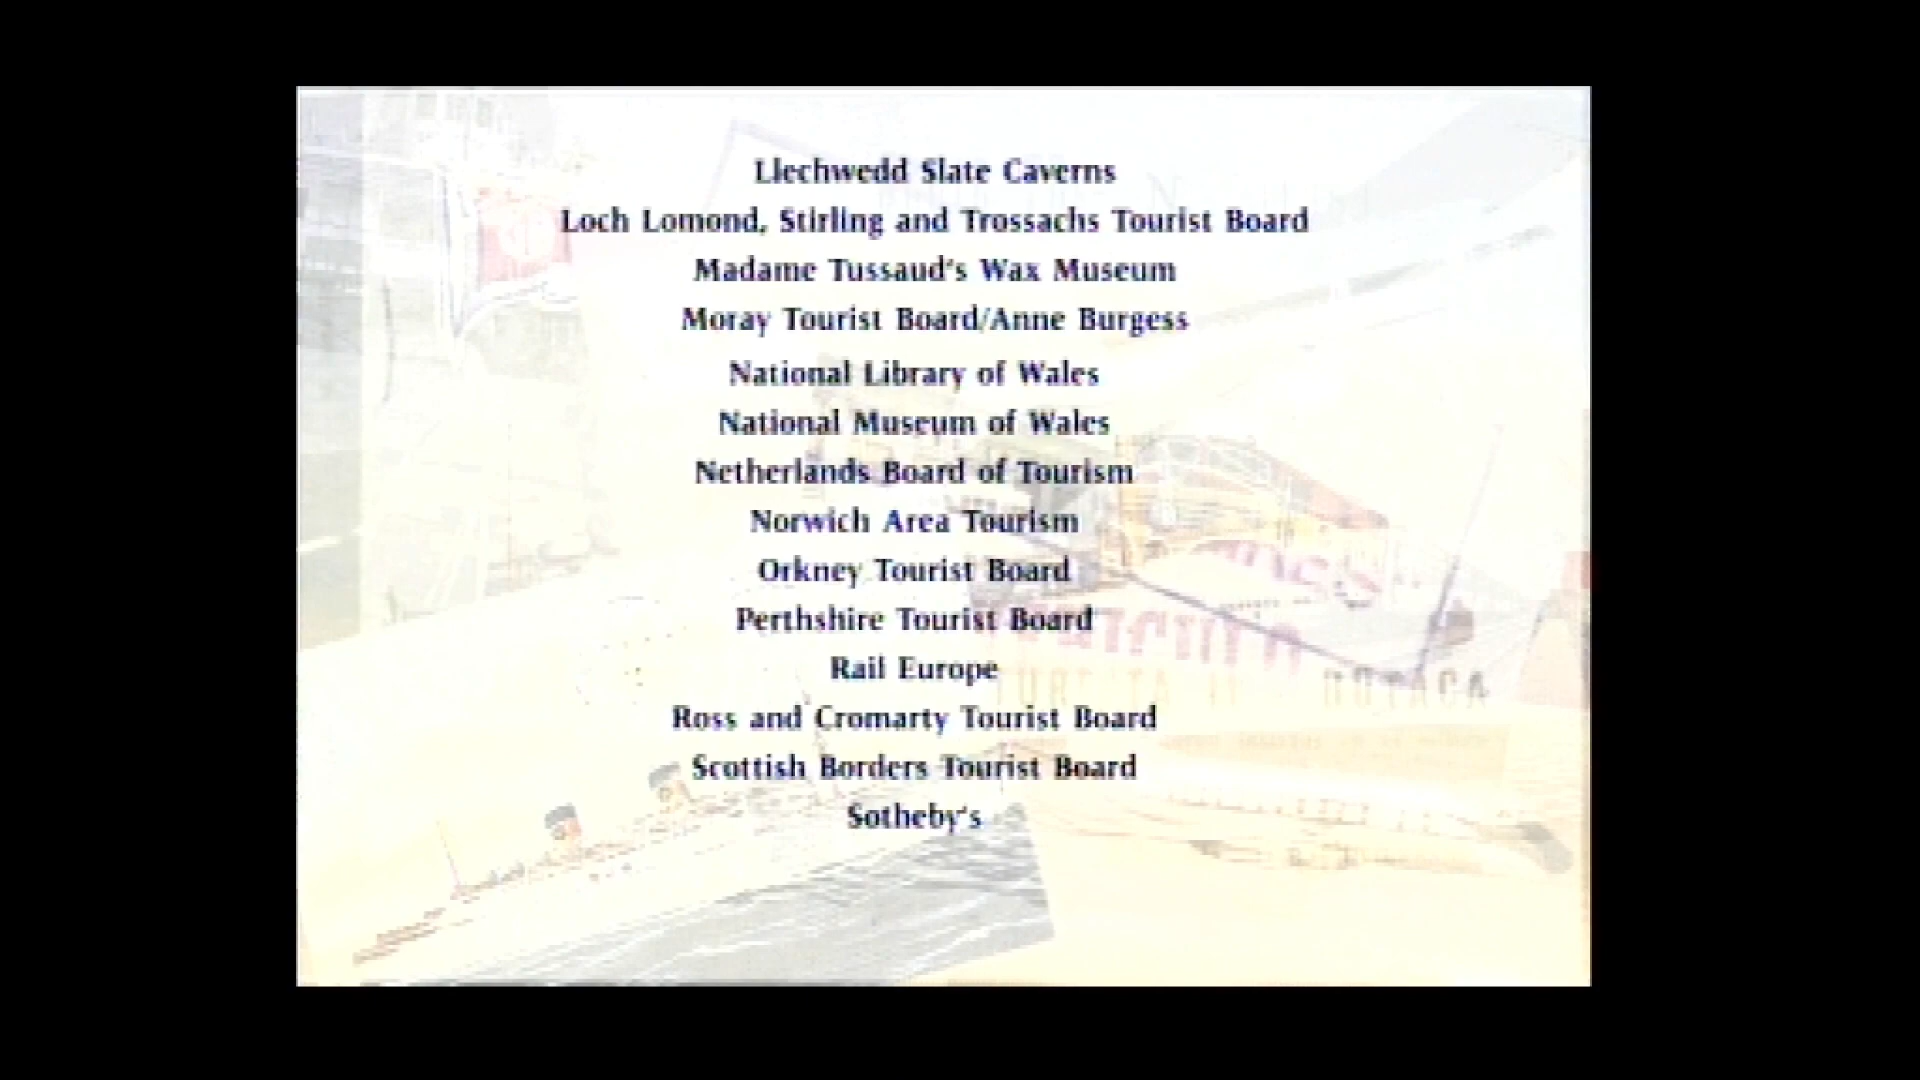 Llechwedd Slate Caverns
Loch Lomond, Stirling and Trossachs Tourist Board
Madame Tussaud's Wax Museum
Moray Tourist Board/Anne Burgess
National Library of Wales
National Museum of Wales
Netherlands Board of Tourism
Norwich Area Tourism
Orkney Tourist Board
Perthshire Tourist Board
Rail Europe
Ross and Cromarty Tourist Board
Scottish Borders Tourist Board
Sotheby's